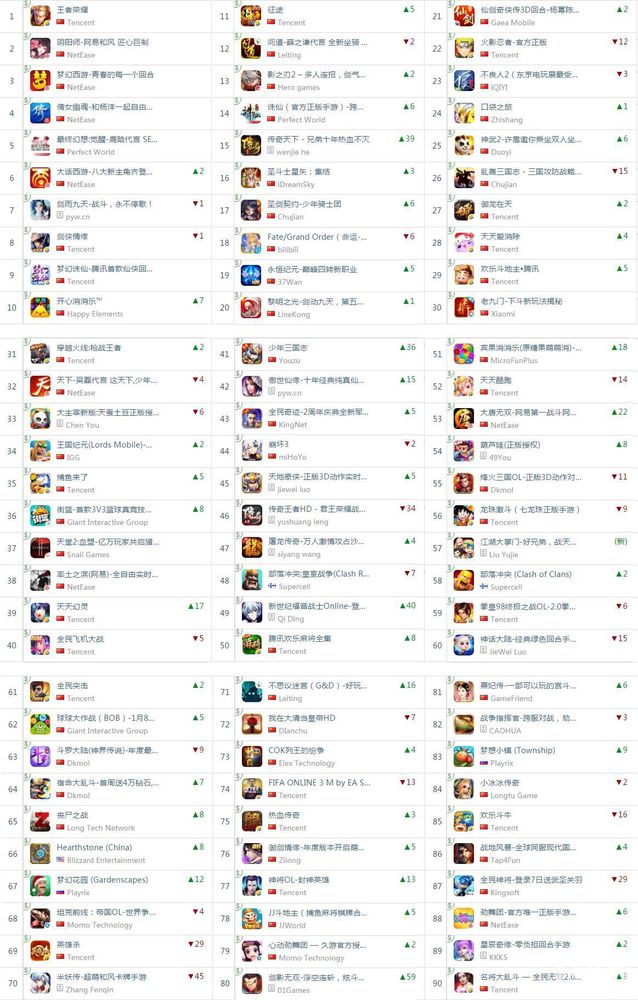 1
王者荣耀
Tencent
2
阴阳师-网易和风 匠心巨制
NetEase
3
梦幻西游-青春的每一个回合
NetEase
4
倩女幽魂-和杨洋一起自由...
NetEase
5
最终幻想:觉醒-鹿晗代言 SE...
Perfect World
6
大话西游-八大新主角齐登...
▲2
NetEase
7
剑雨九天-战斗，永不停歇！
▼1
pyw.cn
8
剑侠情缘
▼1
Tencent
9
梦幻诛仙-腾讯首款仙侠回...
Tencent
10
开心消消乐™
▲7
Happy Elements
11
征途
▲5
Tencent
12
问道-薛之谦代言 全新坐骑 ...
▼2
Leiting
13
影之刃2 – 多人连招，剑气...
▲2
Hero games
14
诛仙 (官方正版手游) -跨...
▲6
Perfect World
15
传奇天下 - 兄弟十年热血不灭
▲39
wenjie he
16
圣斗士星矢：集结
▲3
iDreamSky
17
圣剑契约-少年骑士团
▲6
Chujian
18
Fate/Grand Order（命运-...
▼6
bilibili
19
永恒纪元-巅峰四转新职业
▲5
37Wan
20
黎明之光-剑动九天，第五...
▲1
LineKong
21
仙剑奇侠传3D回合-杨幂陈...
▲2
Gaea Mobile
22
火影忍者-官方正版
▼12
Tencent
23
不良人2（东京电玩展最受...
▼3
iQIYI
24
口袋之旅
▲1
Zhishang
25
神武2-许嵩邀你乘坐双人坐...
▲6
Duoyi
26
乱轰三国志 - 三国攻防战略...
▼15
Chujian
27
御龙在天
▲2
Tencent
28
天天爱消除
▲4
Tencent
29
欢乐斗地主•腾讯
▲5
Tencent
30
老九门-下斗新玩法揭秘
Xiaomi
31
穿越火线:枪战王者
▲2
Tencent
32
天下-吴磊代言 这天下,少年...
▼4
NetEase
33
大主宰新版:天蚕土豆正版授...
▼6
Chen You
34
王国纪元(Lords Mobile)-...
▲2
IGG
35
捕鱼来了
▲5
Tencent
36
街篮-首款3V3篮球真竞技...
▲8
Giant Interactive Group
37
天堂2:血盟-亿万玩家共启猩...
Snail Games
38
率土之滨(网易)-全自由实时...
NetEase
39
天天幻灵
▲17
Tencent
40
全民飞机大战
▼5
Tencent
41
少年三国志
▲36
Youzu
42
傲世仙缘-十年经典纯真仙...
▲15
pyw.cn
43
全民奇迹-2周年庆典全新军...
▲5
KingNet
44
崩坏3
▼2
miHoYo
45
天地豪侠-正版3D动作实时...
▲5
jiewei luo
46
传奇王者HD - 君王荣耀战...
▼34
yushuang leng
47
屠龙传奇-万人激情攻占沙...
▲4
siyang wang
48
部落冲突:皇室战争(Clash R...
▼7
Supercell
49
新世纪福音战士Online-登...
▲40
Qi Ding
50
腾讯欢乐麻将全集
▲8
Tencent
51
宾果消消乐(原糖果萌萌消)-...
▲18
MicroFunPlus
52
天天酷跑
▼14
Tencent
53
大唐无双-网易第一战斗网...
▲22
NetEase
54
葫芦娃(正版授权)
▲8
49You
55
烽火三国OL-正版3D动作对...
▼11
Dkmol
56
龙珠激斗（七龙珠正版手游）
▼9
Tencent
57
江湖大掌门-好兄弟，战天...
(新)
Liu Yujie
58
部落冲突 (Clash of Clans)
▲2
Supercell
59
拳皇98终极之战OL-2.0拳...
▼6
Tencent
60
神话大陆-经典绿色回合手...
▼15
JieWei Luo
61
全民突击
▲2
Tencent
62
球球大作战（BOB）-1月8...
▲5
Giant Interactive Group
63
斗罗大陆(神界传说)-年度最...
▼9
Dkmol
64
宿命大乱斗-首周送4万钻石,...
▲7
Dkmol
65
丧尸之战
▲8
Long Tech Network
66
Hearthstone (China)
▲8
Blizzard Entertainment
67
梦幻花园 (Gardenscapes)
▲12
Playrix
68
坦克前线：帝国OL-世界争...
▼4
Momo Technology
69
英雄杀
▼29
Tencent
70
半妖传-超萌和风卡牌手游
▼45
Zhang Fenqin
71
不思议迷宫（G&D）-好玩...
▲16
Leiting
72
我在大清当皇帝HD
▼7
Dianchu
73
COK列王的纷争
▲4
Elex Technology
74
FIFA ONLINE 3 M by EA S...
▼13
Tencent
75
热血传奇
▲3
Tencent
76
御剑情缘-年度版本开启萌...
▲5
Zilong
77
神将OL-封神英雄
▲13
Tencent
78
JJ斗地主（捕鱼麻将棋牌合...
▲5
JJWorld
79
心动劲舞团 — 久游官方授...
▲2
Momo Technology
80
剑影无双-浮空连斩，炫斗...
▲59
01Games
81
熹妃传-一部可以玩的宫斗...
▲6
GameFriend
82
战争指挥官-跨服对战，劫...
▼3
CAOHUA
83
梦想小镇 (Township)
▲9
Playrix
84
小冰冰传奇
▼2
Longtu Game
85
欢乐斗牛
▼16
Tencent
86
战地风暴-全球同服现代国...
▲4
Tap4Fun
87
全民神将-登录7日送武圣关羽
▼29
Kingsoft
88
劲舞团-官方唯一正版手游...
▲6
NetEase
89
星辰奇缘-零负担回合手游
▲2
KKK5
90
名将大乱斗 — 全民无双2.0...
▲3
Tencent